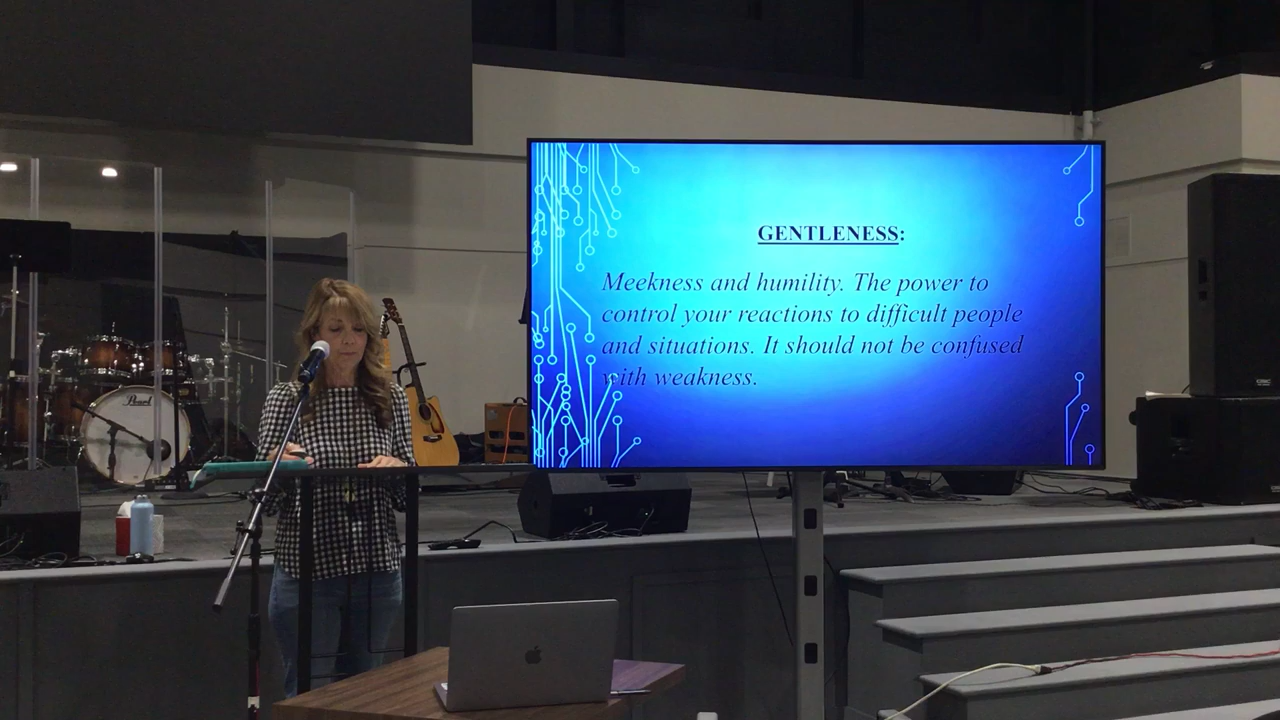 GENTLENESS:
Meekness and humility. The power to
control your reactions to difficult people
and situations. It should not be confused
with weakness.
Pearl